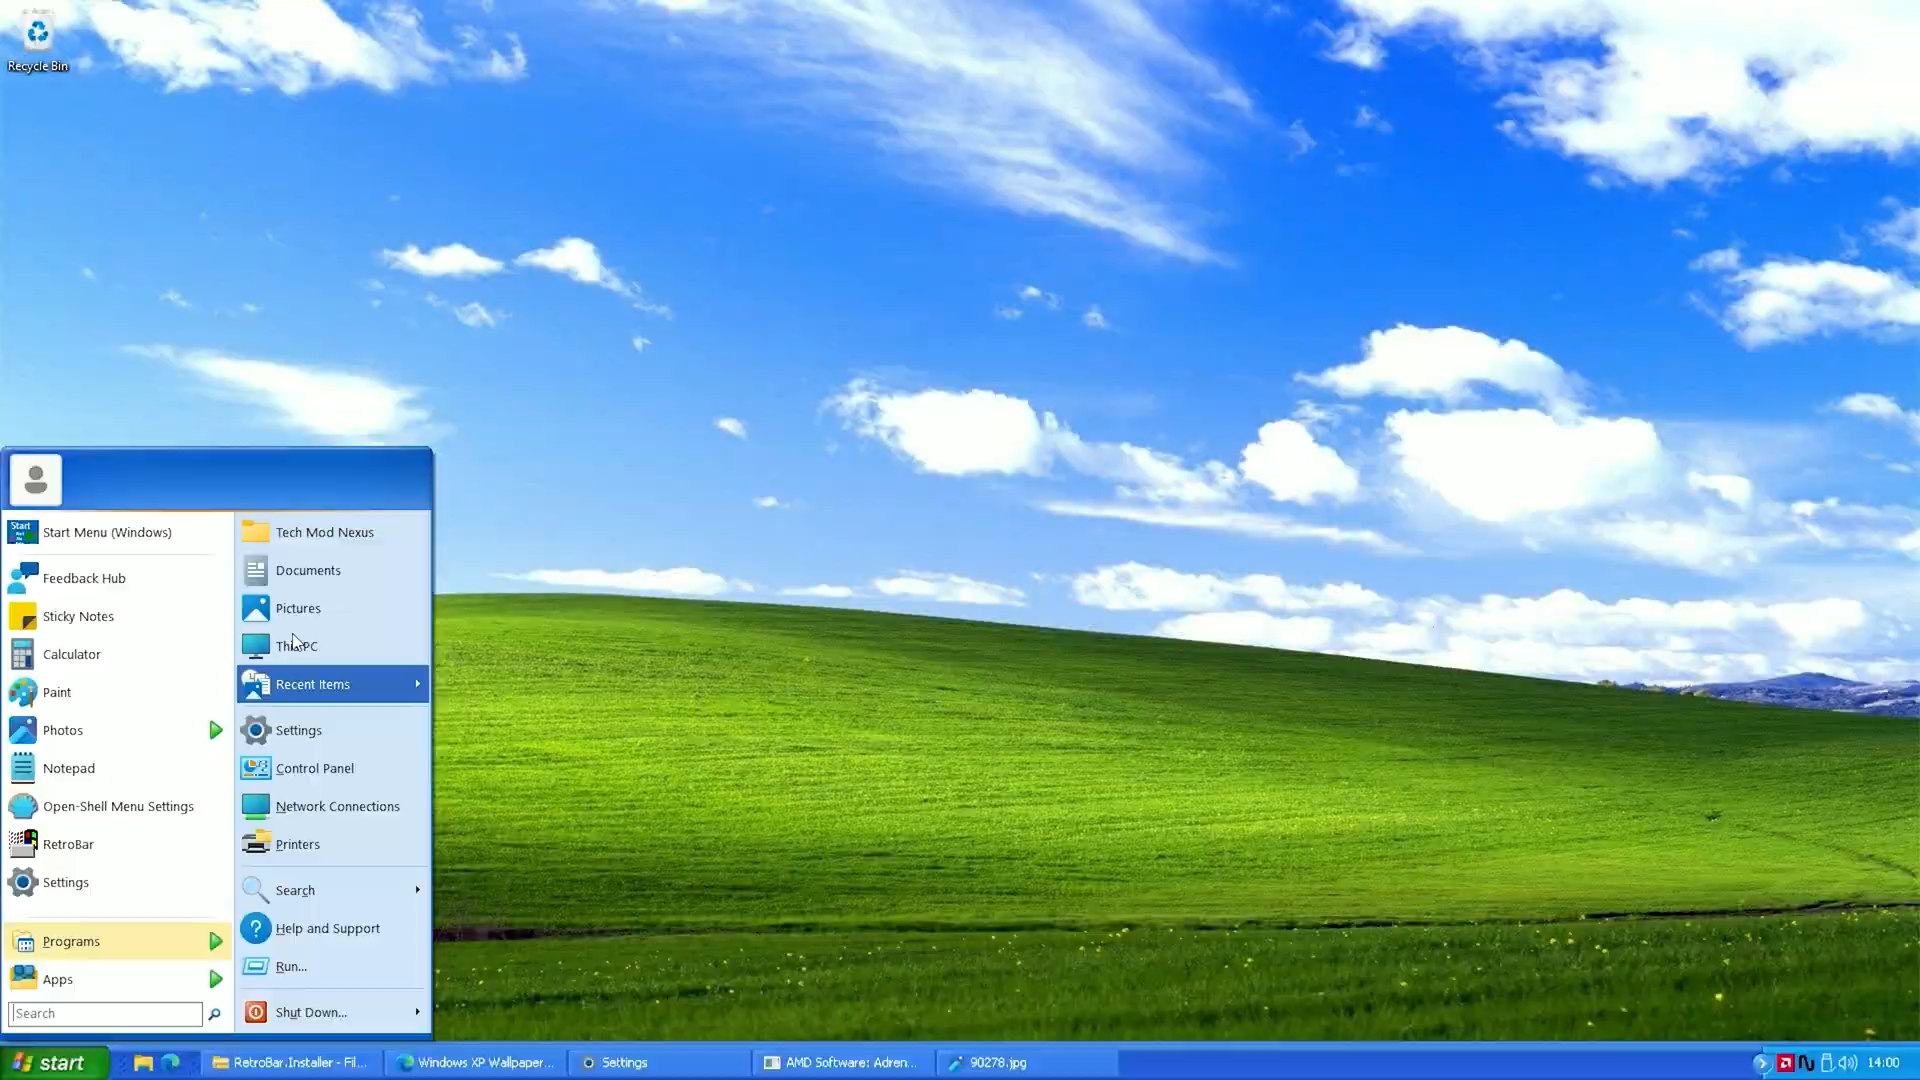 Recycle Bin
Start Menu (Windows)
Feedback Hub
Sticky Notes
Calculator
Paint
Photos
Notepad
Open-Shell Menu Settings
RetroBar
Settings
Programs
Apps
Search
Tech Mod Nexus
Documents
Pictures
This PC
Recent Items
Settings
Control Panel
Network Connections
Printers
Search
Help and Support
Run...
Shut Down...
start
RetroBar.Installer - Fil...
Windows XP Wallpaper...
Settings
AMD Software: Adren...
90278.jpg
14:00